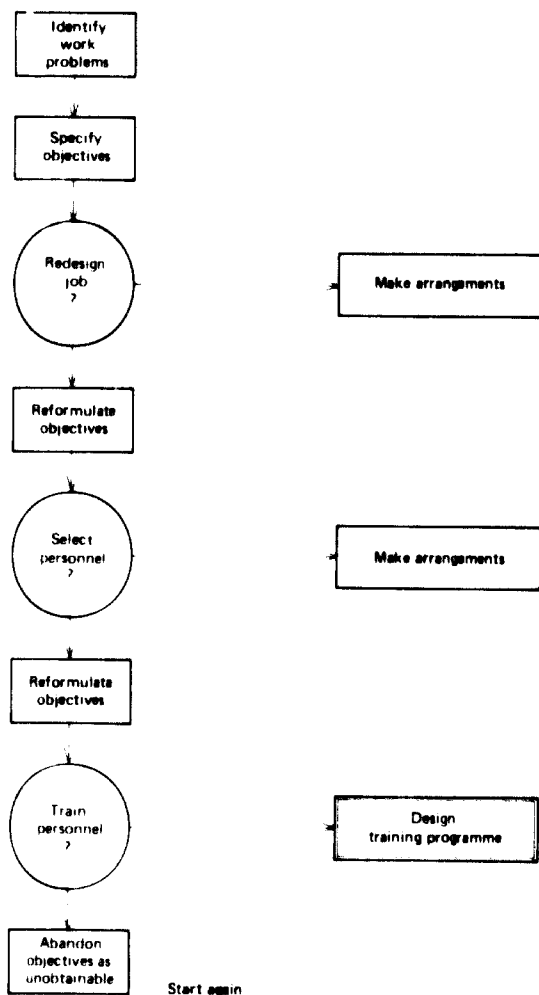 Identify
work
problems
Specify
objectives
Redesign
job
?
Make arrangements
Reformulate
objectives
Select
personnel
?
Make arrangements
Reformulate
objectives
Train
personnel
?
Design
training programme
Abandon
objectives as
unobtainable
Start again